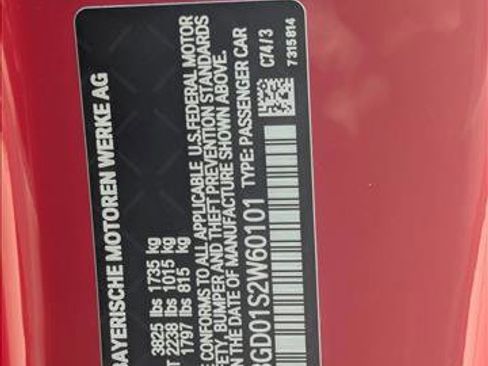 BAYERISCHE MOTOREN WERKE AG
3825 lbs 1735 kg
2238 lbs 1015 kg
1797 lbs 815 kg
CONFORMS TO ALL APPLICABLE U.S.FEDERAL MOTOR
BUMPER AND THEFT PREVENTION STANDARDS
ON THE DATE OF MANUFACTURE SHOWN ABOVE.
GD01S2W60101 TYPE: PASSENGER CAR
C74/3
7315814